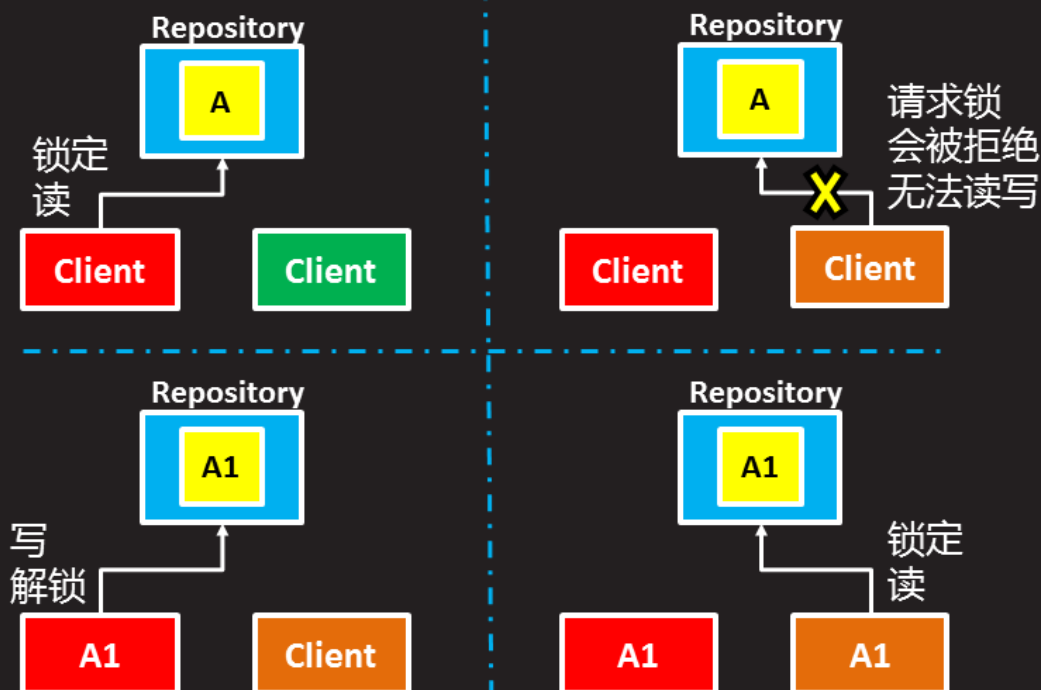 Repository
A
锁定
读
Client
Client
Repository
A
请求锁
会被拒绝
无法读写
X
Client
Client
Repository
A1
写
解锁
A1
Client
Repository
A1
锁定
读
A1
A1